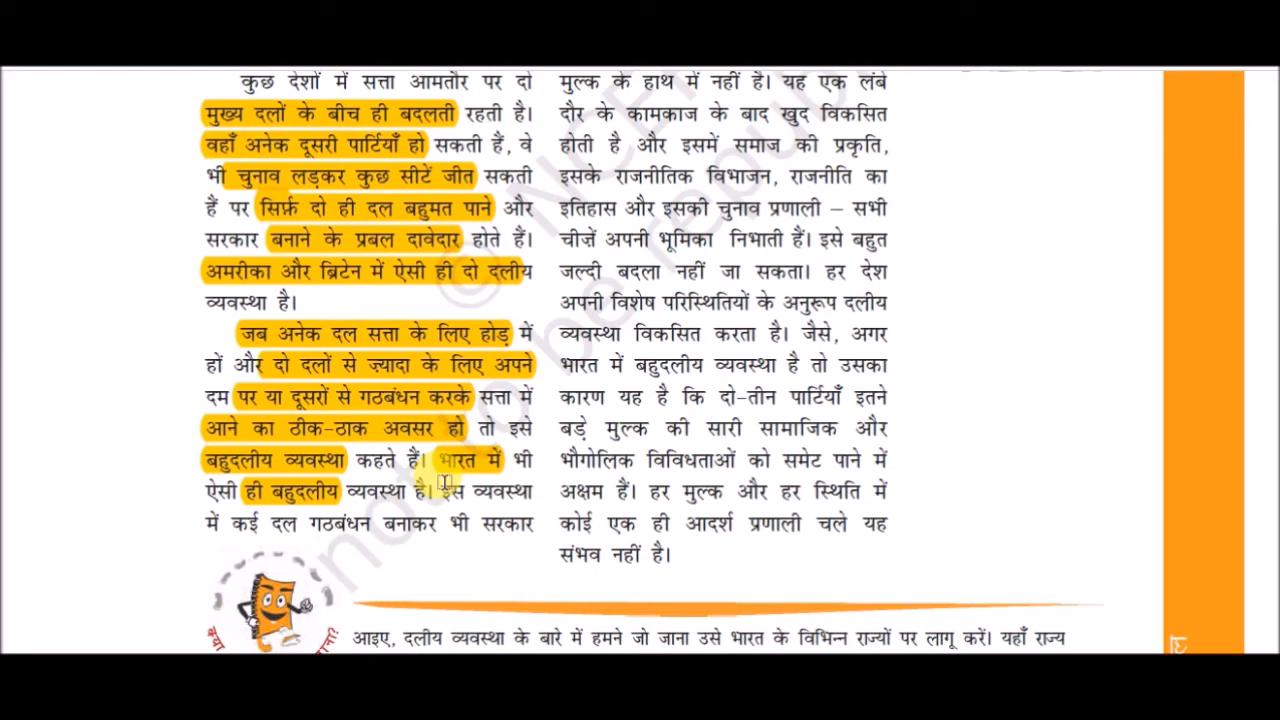 कुछ देशों में सत्ता आमतौर पर दो
मुख्य दलों के बीच ही बदलती रहती है।
वहाँ अनेक दूसरी पार्टियाँ हो सकती हैं, वे
भी चुनाव लड़कर कुछ सीटें जीत सकती
हैं पर सिर्फ़ दो ही दल बहुमत पाने और
सरकार बनाने के प्रबल दावेदार होते हैं।
अमरीका और ब्रिटेन में ऐसी ही दो दलीय
व्यवस्था है।
जब अनेक दल सत्ता के लिए होड़ में
हों और दो दलों से ज़्यादा के लिए अपने
दम पर या दूसरों से गठबंधन करके सत्ता में
आने का ठीक-ठाक अवसर हो तो इसे
बहुदलीय व्यवस्था कहते हैं। भारत में भी
ऐसी ही बहुदलीय व्यवस्था है। इस व्यवस्था
में कई दल गठबंधन बनाकर भी सरकार
मुल्क के हाथ में नहीं है। यह एक लंबे
दौर के कामकाज के बाद खुद विकसित
होती है और इसमें समाज की प्रकृति,
इसके राजनीतिक विभाजन, राजनीति का
इतिहास और इसकी चुनाव प्रणाली – सभी
चीज़ें अपनी भूमिका निभाती हैं। इसे बहुत
जल्दी बदला नहीं जा सकता। हर देश
अपनी विशेष परिस्थितियों के अनुरूप दलीय
व्यवस्था विकसित करता है। जैसे, अगर
भारत में बहुदलीय व्यवस्था है तो उसका
कारण यह है कि दो-तीन पार्टियाँ इतने
बड़े मुल्क की सारी सामाजिक और
भौगोलिक विविधताओं को समेट पाने में
अक्षम हैं। हर मुल्क और हर स्थिति में
कोई एक ही आदर्श प्रणाली चले यह
संभव नहीं है।
© NCE
not to be republ
क्या
आइए, दलीय व्यवस्था के बारे में हमने जो जाना उसे भारत के विभिन्न राज्यों पर लागू करें। यहाँ राज्य